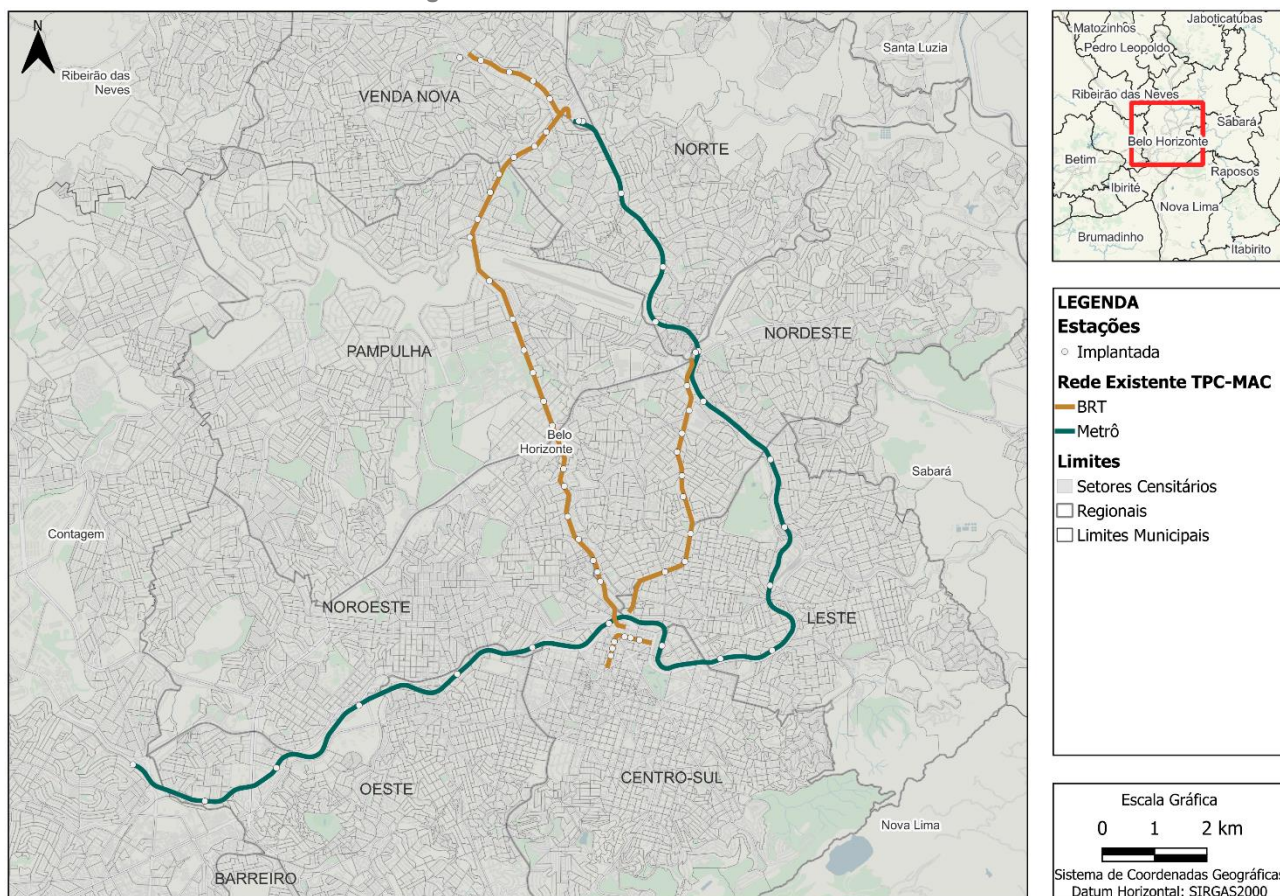 N
Ribeirão das
Neves
VENDA NOVA
Santa Luzia
NORTE
NORDESTE
PAMPULHA
Belo
Horizonte
Sabará
Contagem
NOROESTE
LESTE
OESTE
CENTRO-SUL
Nova Lima
BARREIRO
Jaboticatubas
Matozinhos
Pedro Leopoldo
Ribeirão das Neves
Sabará
Belo Horizonte
Betim
Raposos
Ibirité
Nova Lima
Brumadinho
Itabirito
LEGENDA
Estações
Implantada
Rede Existente TPC-MAC
BRT
Metrô
Limites
Setores Censitários
Regionais
Limites Municipais
Escala Gráfica
0 1 2 km
Sistema de Coordenadas Geográfica
Datum Horizontal: SIRGAS2000